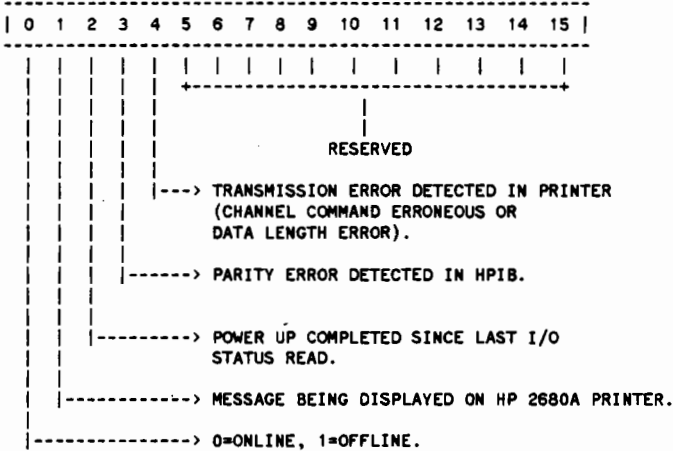 | 0 1 2 3 4 5 6 7 8 9 10 11 12 13 14 15 |
RESERVED
TRANSMISSION ERROR DETECTED IN PRINTER
(CHANNEL COMMAND ERRONEOUS OR
DATA LENGTH ERROR).
PARITY ERROR DETECTED IN HPIB.
POWER UP COMPLETED SINCE LAST I/O
STATUS READ.
MESSAGE BEING DISPLAYED ON HP 2680A PRINTER.
0=ONLINE, 1=OFFLINE.